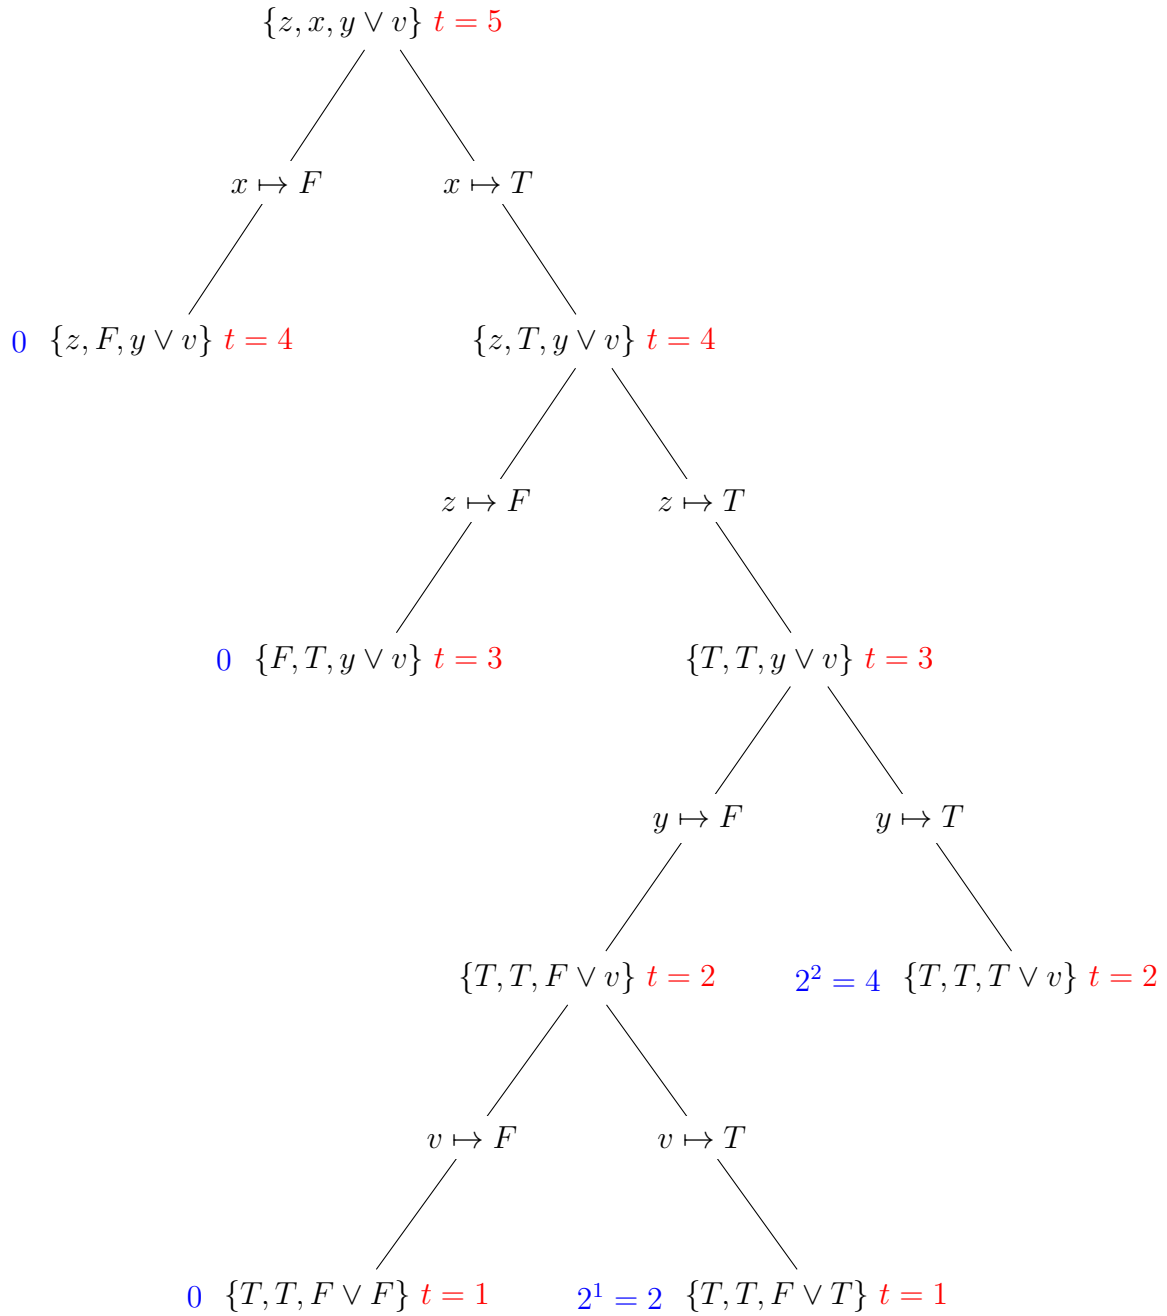 {z, x, y ∨ v} t = 5
x ↦ F x ↦ T
0 {z, F, y ∨ v} t = 4 {z, T, y ∨ v} t = 4
z ↦ F z ↦ T
0 {F, T, y ∨ v} t = 3 {T, T, y ∨ v} t = 3
y ↦ F y ↦ T
{T, T, F ∨ v} t = 2 2² = 4 {T, T, T ∨ v} t = 2
v ↦ F v ↦ T
0 {T, T, F ∨ F} t = 1 2¹ = 2 {T, T, F ∨ T} t = 1